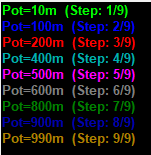 Pot=10m (Step: 1/9)
Pot=100m (Step: 2/9)
Pot=200m (Step: 3/9)
Pot=400m (Step: 4/9)
Pot=500m (Step: 5/9)
Pot=600m (Step: 6/9)
Pot=800m (Step: 7/9)
Pot=900m (Step: 8/9)
Pot=990m (Step: 9/9)